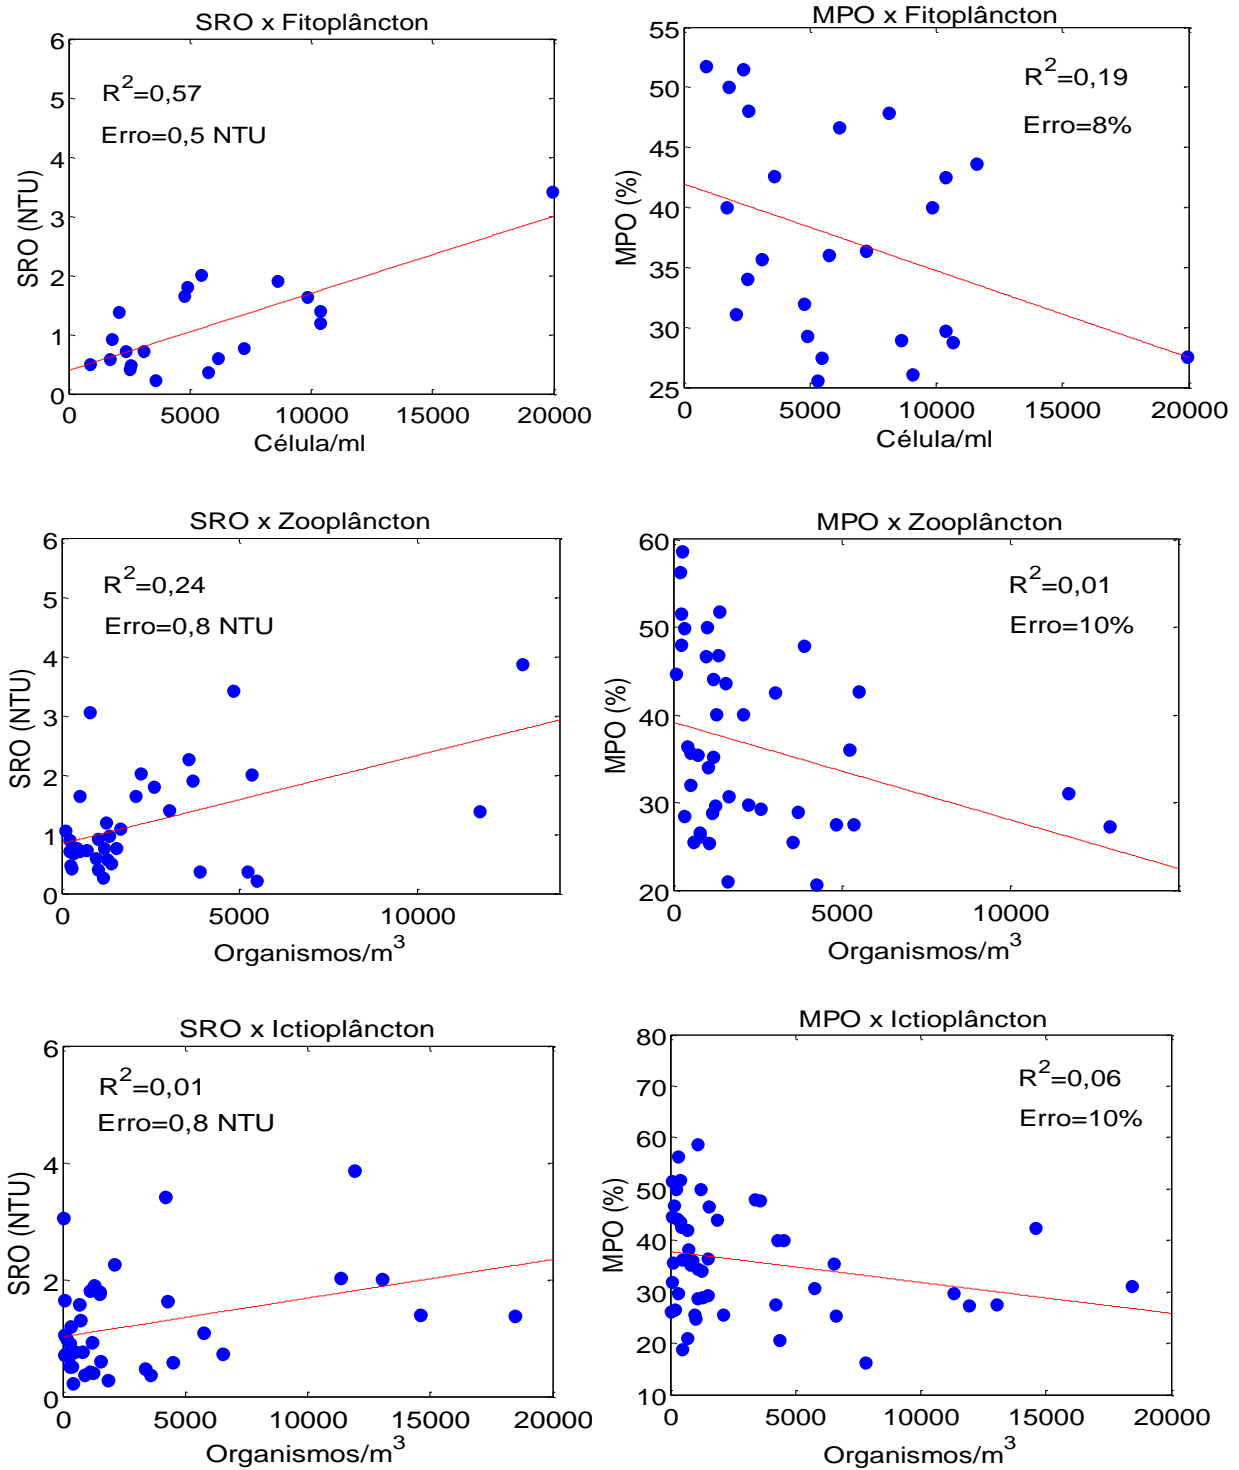 SRO x Fitoplâncton
6
5
4
3
2
1
0
SRO (NTU)
R²=0,57
Erro=0,5 NTU
0 5000 10000 15000 20000
Célula/ml
MPO x Fitoplâncton
55
50
45
40
35
30
25
MPO (%)
R²=0,19
Erro=8%
0 5000 10000 15000 20000
Célula/ml
SRO x Zooplâncton
6
5
4
3
2
1
0
SRO (NTU)
R²=0,24
Erro=0,8 NTU
0 5000 10000
Organismos/m³
MPO x Zooplâncton
60
50
40
30
20
MPO (%)
R²=0,01
Erro=10%
0 5000 10000
Organismos/m³
SRO x Ictioplâncton
6
4
2
0
SRO (NTU)
R²=0,01
Erro=0,8 NTU
0 5000 10000 15000 20000
Organismos/m³
MPO x Ictioplâncton
80
70
60
50
40
30
20
10
MPO (%)
R²=0,06
Erro=10%
0 5000 10000 15000 20000
Organismos/m³